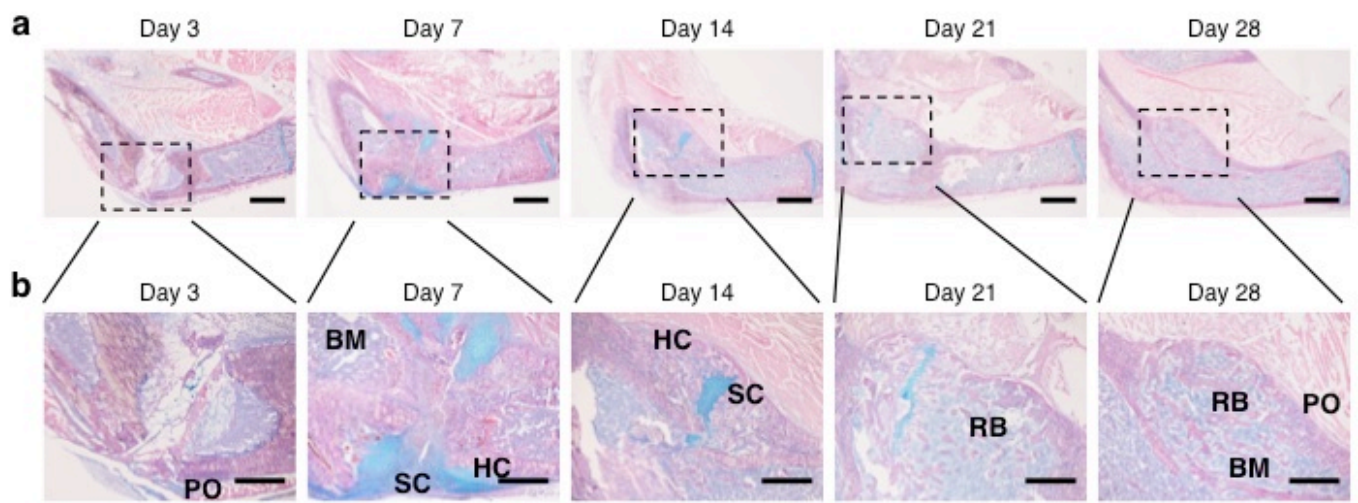 a
Day 3 Day 7 Day 14 Day 21 Day 28
b
Day 3 Day 7 Day 14 Day 21 Day 28
BM HC
SC RB PO
RB
PO SC HC BM